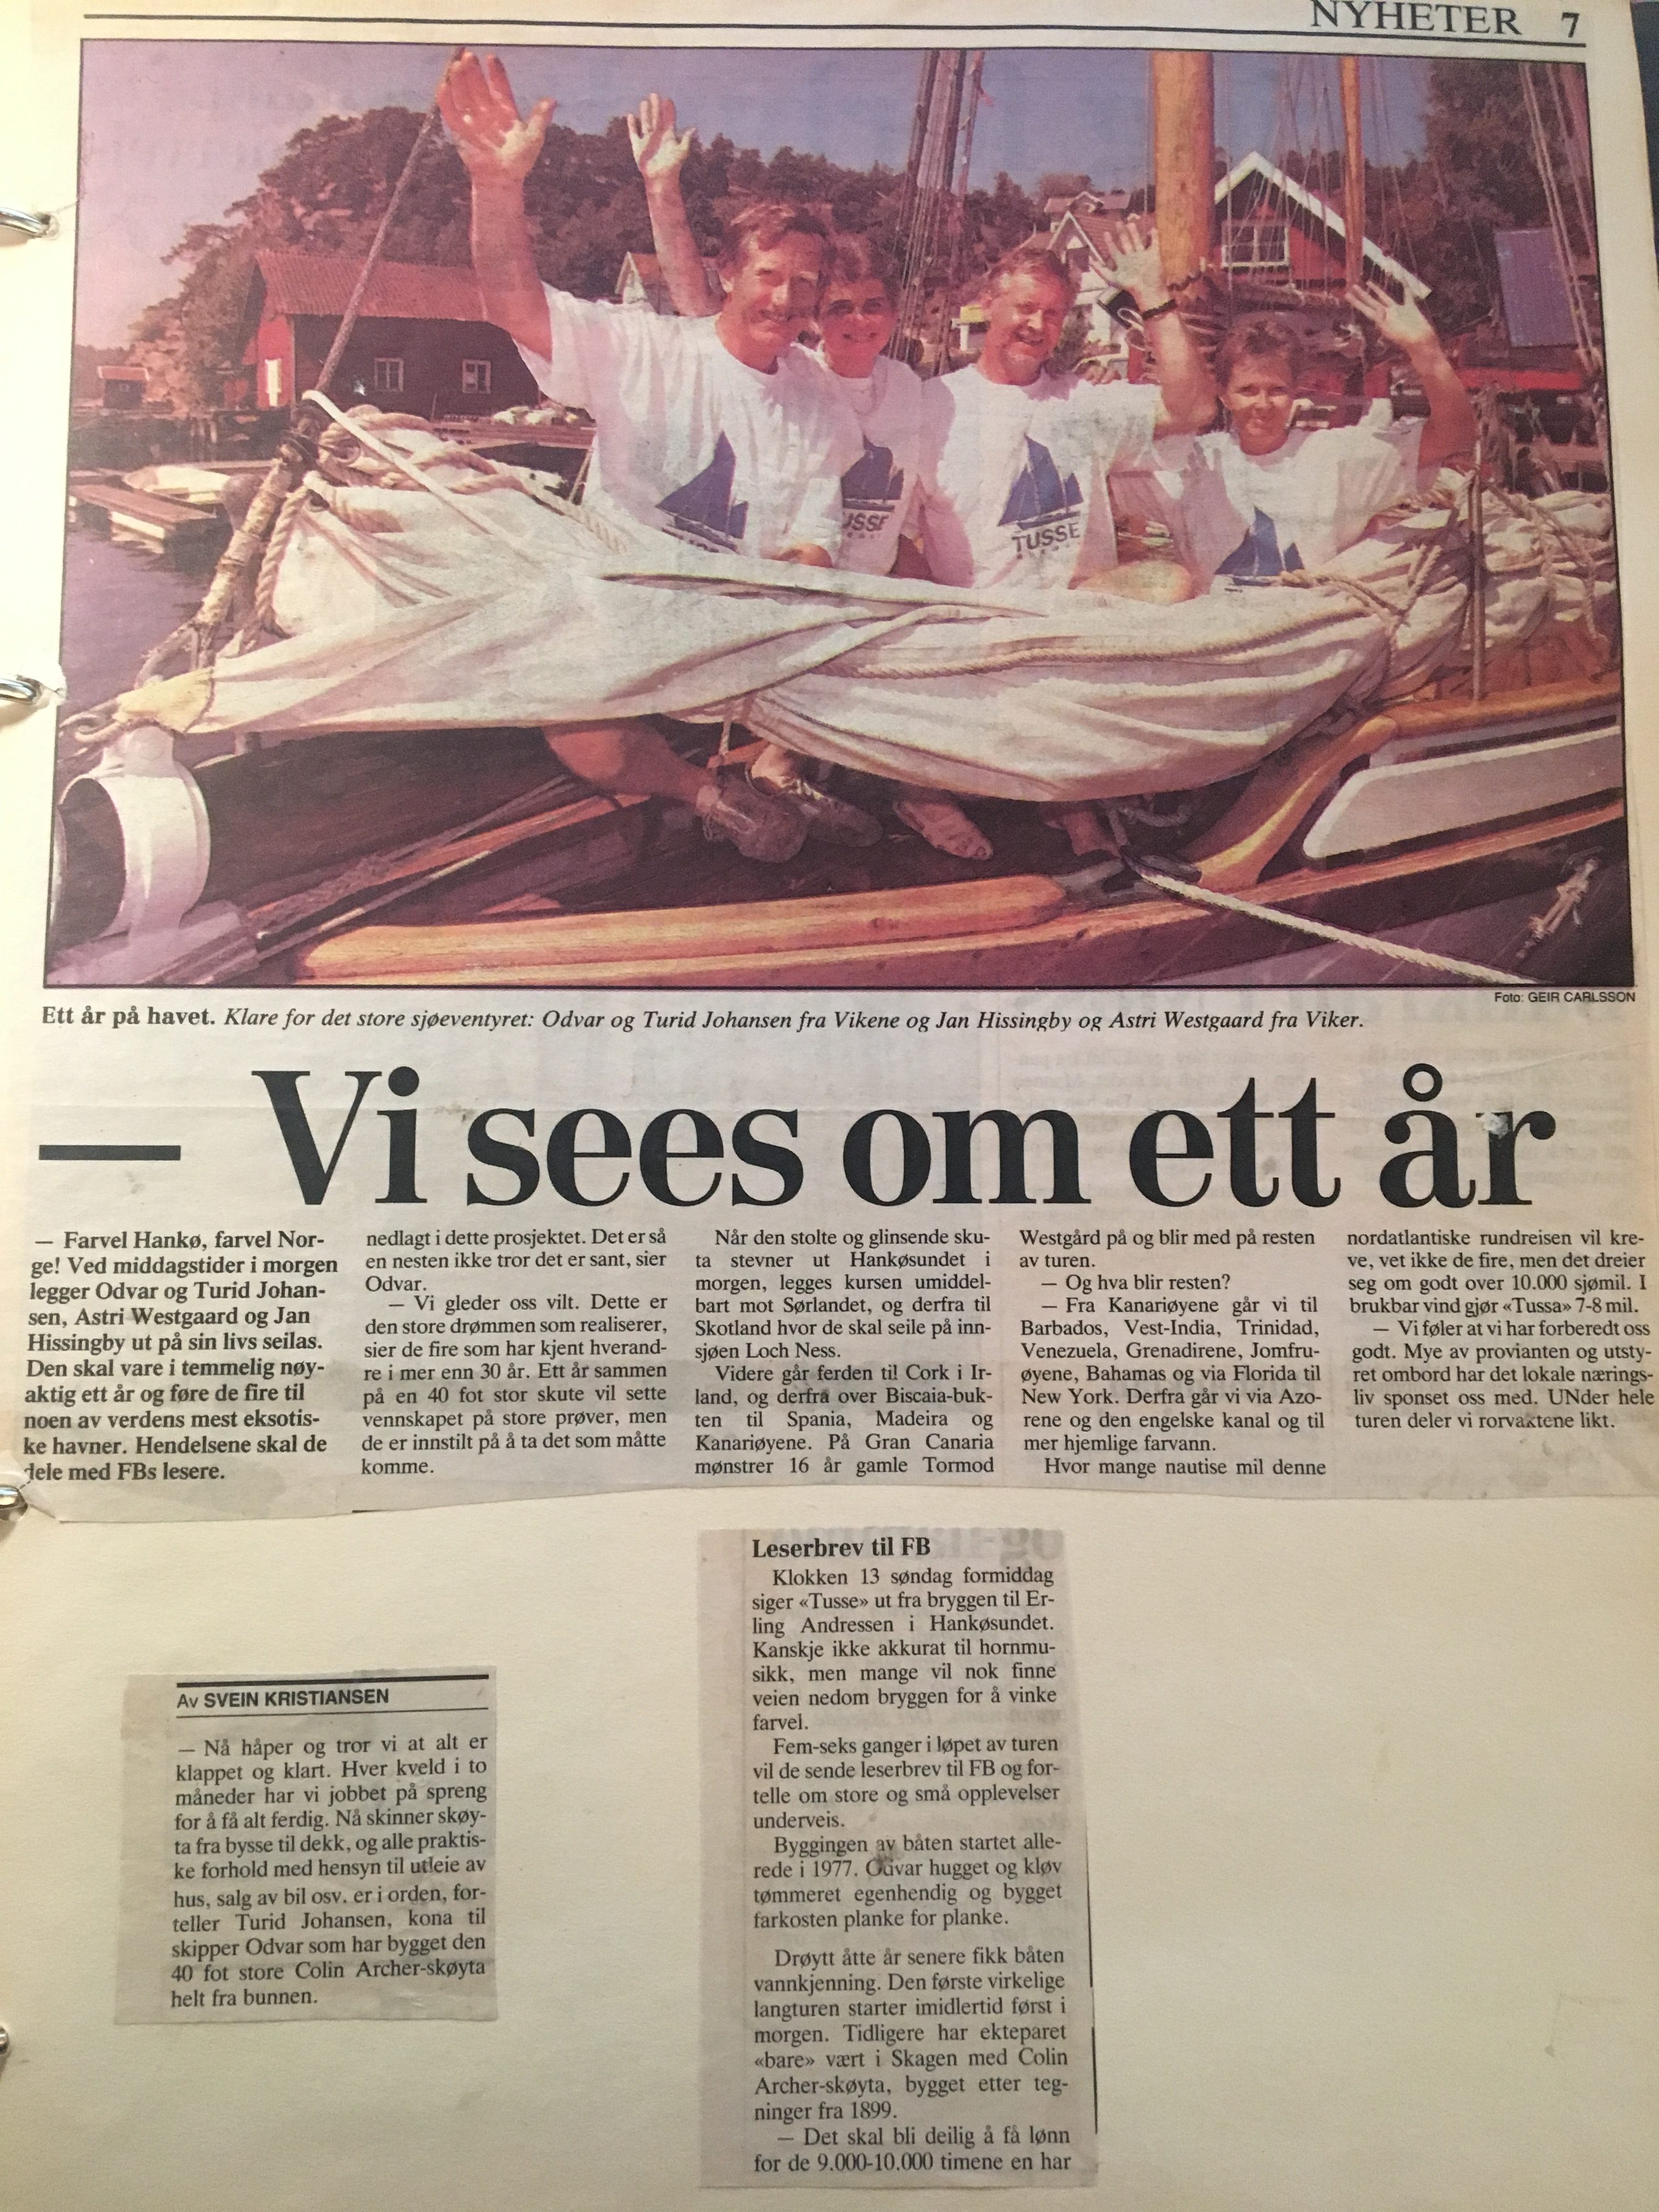 NYHETER 7
TUSSE
USSE
Foto: GEIR CARLSSON
Ett år på havet. Klare for det store sjøeventyret: Odvar og Turid Johansen fra Vikene og Jan Hissingby og Astri Westgaard fra Viker.
— Vi sees om ett år
— Farvel Hankø, farvel Nor-
ge! Ved middagstider i morgen
legger Odvar og Turid Johan-
sen, Astri Westgaard og Jan
Hissingby ut på sin livs seilas.
Den skal vare i temmelig nøy-
aktig ett år og føre de fire til
noen av verdens mest eksotis-
ke havner. Hendelsene skal de
dele med FBs lesere.
nedlagt i dette prosjektet. Det er så
en nesten ikke tror det er sant, sier
Odvar.
— Vi gleder oss vilt. Dette er
den store drømmen som realiserer,
sier de fire som har kjent hverand-
re i mer enn 30 år. Ett år sammen
på en 40 fot stor skute vil sette
vennskapet på store prøver, men
de er innstilt på å ta det som måtte
komme.
Når den stolte og glinsende sku-
ta stevner ut Hankøsundet i
morgen, legges kursen umiddel-
bart mot Sørlandet, og derfra til
Skotland hvor de skal seile på inn-
sjøen Loch Ness.
Videre går ferden til Cork i Ir-
land, og derfra over Biscaia-buk-
ten til Spania, Madeira og
Kanariøyene. På Gran Canaria
mønstrer 16 år gamle Tormod
Westgård på og blir med på resten
av turen.
— Og hva blir resten?
— Fra Kanariøyene går vi til
Barbados, Vest-India, Trinidad,
Venezuela, Grenadirene, Jomfru-
øyene, Bahamas og via Florida til
New York. Derfra går vi via Azo-
rene og den engelske kanal og til
mer hjemlige farvann.
Hvor mange nautise mil denne
nordatlantiske rundreisen vil kre-
ve, vet ikke de fire, men det dreier
seg om godt over 10.000 sjømil. I
brukbar vind gjør «Tussa» 7-8 mil.
— Vi føler at vi har forberedt oss
godt. Mye av provianten og utsty-
ret ombord har det lokale nærings-
liv sponset oss med. UNder hele
turen deler vi rorvaktene likt.
Av SVEIN KRISTIANSEN
— Nå håper og tror vi at alt er
klappet og klart. Hver kveld i to
måneder har vi jobbet på spreng
for å få alt ferdig. Nå skinner skøy-
ta fra bysse til dekk, og alle praktis-
ke forhold med hensyn til utleie av
hus, salg av bil osv. er i orden, for-
teller Turid Johansen, kona til
skipper Odvar som har bygget den
40 fot store Colin Archer-skøyta
helt fra bunnen.
Leserbrev til FB
Klokken 13 søndag formiddag
siger «Tusse» ut fra bryggen til Er-
ling Andressen i Hankøsundet.
Kanskje ikke akkurat til hornmu-
sikk, men mange vil nok finne
veien nedom bryggen for å vinke
farvel.
Fem-seks ganger i løpet av turen
vil de sende leserbrev til FB og for-
telle om store og små opplevelser
underveis.
Byggingen av båten startet alle-
rede i 1977. Odvar hugget og kløv
tømmeret egenhendig og bygget
farkosten planke for planke.
Drøytt åtte år senere fikk båten
vannkjenning. Den første virkelige
langturen starter imidlertid først i
morgen. Tidligere har ekteparet
«bare» vært i Skagen med Colin
Archer-skøyta, bygget etter teg-
ninger fra 1899.
— Det skal bli deilig å få lønn
for de 9.000-10.000 timene en har